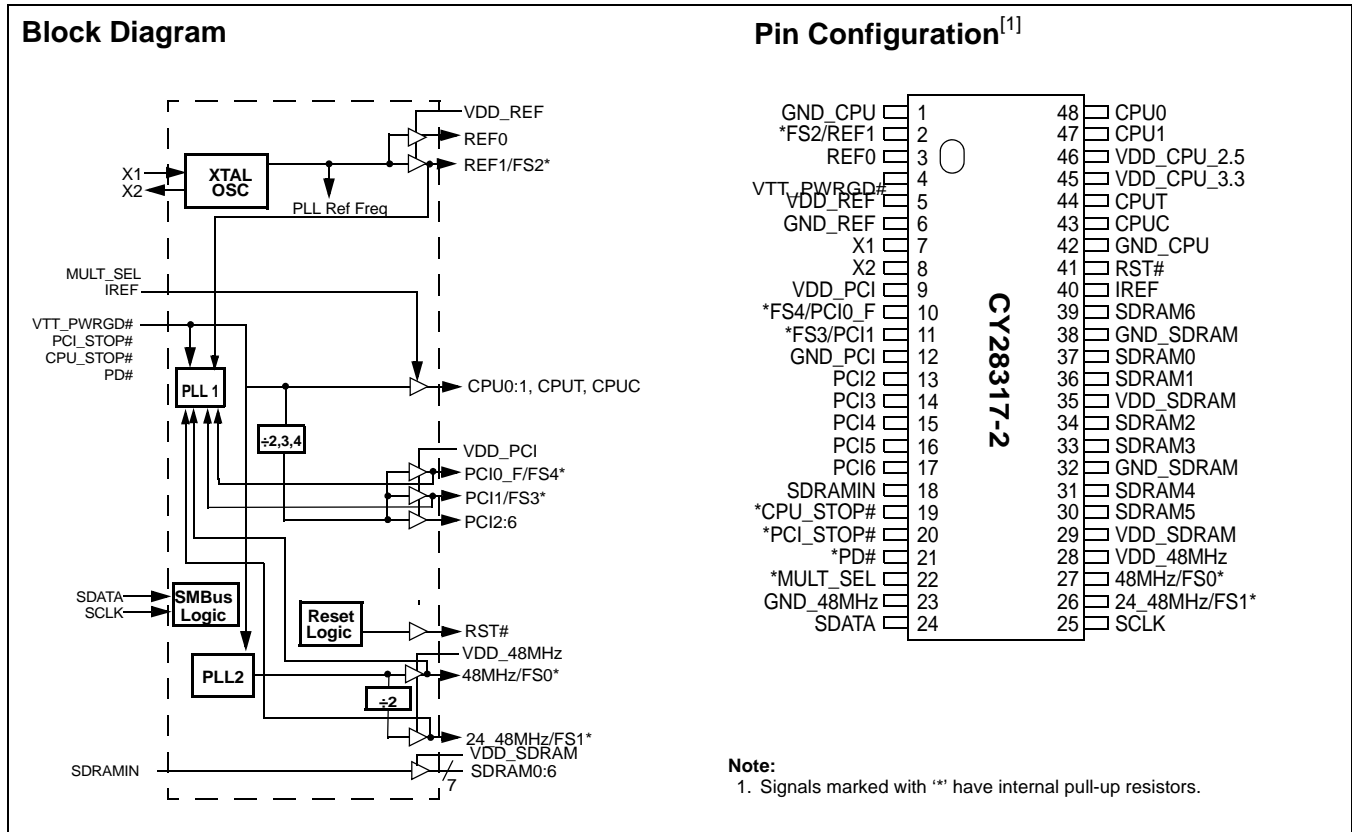 Block Diagram
VDD_REF
REF0
REF1/FS2*
X1
X2
XTAL
OSC
PLL Ref Freq
MULT_SEL
IREF
VTT_PWRGD#
PCI_STOP#
CPU_STOP#
PD#
PLL 1
CPU0:1, CPUT, CPUC
÷2,3,4
VDD_PCI
PCI0_F/FS4*
PCI1/FS3*
PCI2:6
SDATA
SCLK
SMBus
Logic
Reset
Logic
RST#
VDD_48MHz
48MHz/FS0*
PLL2
÷2
24_48MHz/FS1*
VDD_SDRAM
SDRAMIN
SDRAM0:6
7
Pin Configuration[1]
GND_CPU 1
*FS2/REF1 2
REF0 3
VTT_PWRGD# 4
VDD_REF 5
GND_REF 6
X1 7
X2 8
VDD_PCI 9
*FS4/PCI0_F 10
*FS3/PCI1 11
GND_PCI 12
PCI2 13
PCI3 14
PCI4 15
PCI5 16
PCI6 17
SDRAMIN 18
*CPU_STOP# 19
*PCI_STOP# 20
*PD# 21
*MULT_SEL 22
GND_48MHz 23
SDATA 24
CY28317-2
48 CPU0
47 CPU1
46 VDD_CPU_2.5
45 VDD_CPU_3.3
44 CPUT
43 CPUC
42 GND_CPU
41 RST#
40 IREF
39 SDRAM6
38 GND_SDRAM
37 SDRAM0
36 SDRAM1
35 VDD_SDRAM
34 SDRAM2
33 SDRAM3
32 GND_SDRAM
31 SDRAM4
30 SDRAM5
29 VDD_SDRAM
28 VDD_48MHz
27 48MHz/FS0*
26 24_48MHz/FS1*
25 SCLK
Note:
1. Signals marked with ‘*’ have internal pull-up resistors.